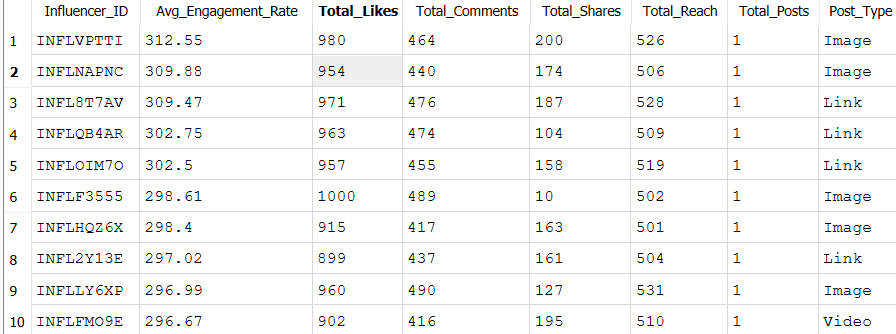 Influencer_ID Avg_Engagement_Rate Total_Likes Total_Comments Total_Shares Total_Reach Total_Posts Post_Type
1 INFLVPTTI 312.55 980 464 200 526 1 Image
2 INFLNAPNC 309.88 954 440 174 506 1 Image
3 INFL8T7AV 309.47 971 476 187 528 1 Link
4 INFLQB4AR 302.75 963 474 104 509 1 Link
5 INFLOIM7O 302.5 957 455 158 519 1 Link
6 INFLF3555 298.61 1000 489 10 502 1 Image
7 INFLHQZ6X 298.4 915 417 163 501 1 Image
8 INFL2Y13E 297.02 899 437 161 504 1 Link
9 INFLLY6XP 296.99 960 490 127 531 1 Image
10 INFLFMO9E 296.67 902 416 195 510 1 Video